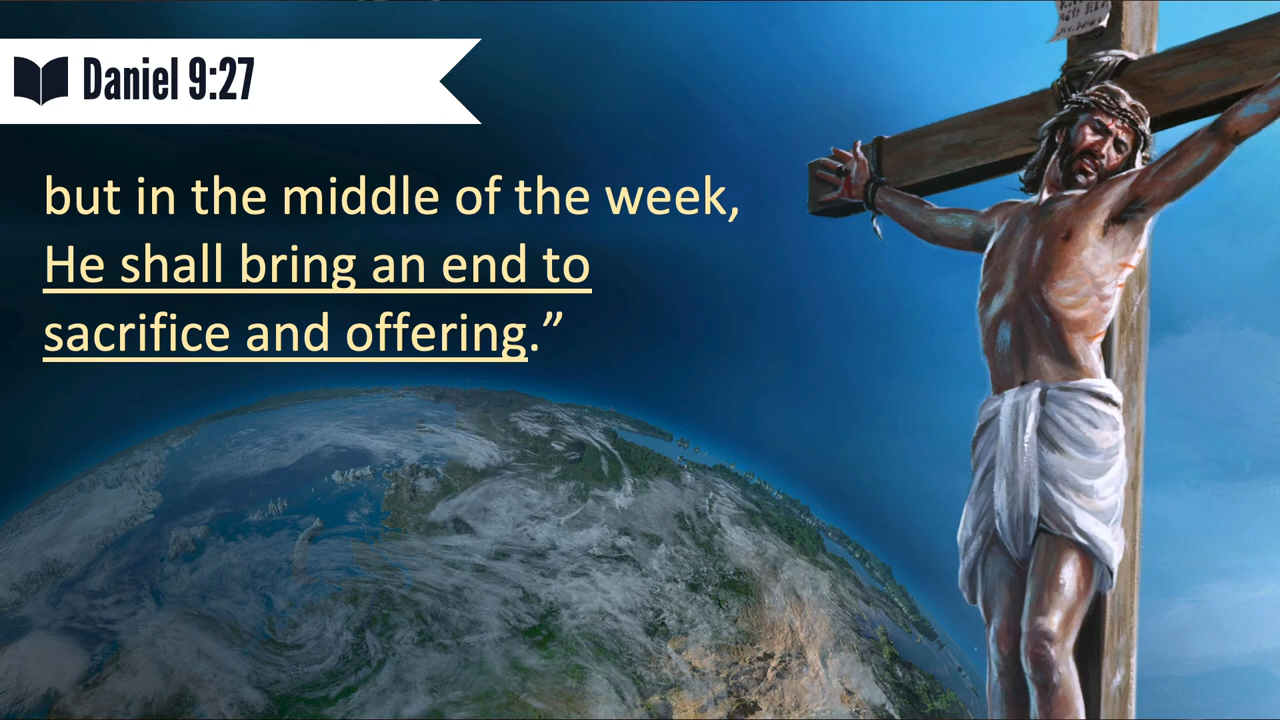 Daniel 9:27
but in the middle of the week,
He shall bring an end to
sacrifice and offering.”